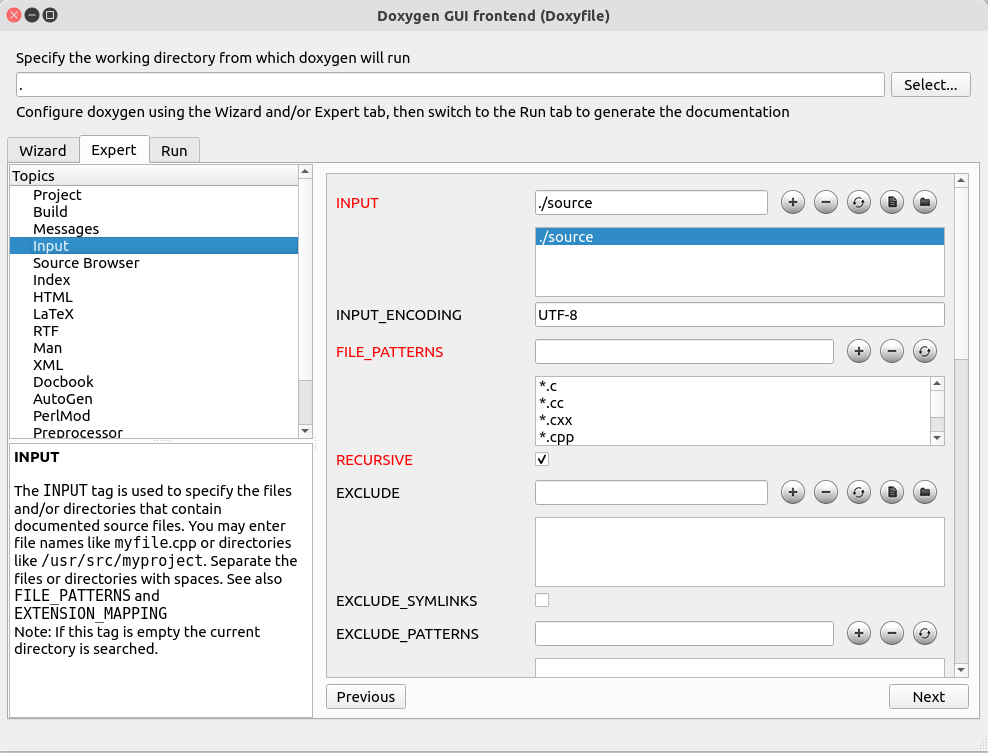 Doxygen GUI frontend (Doxyfile)
Specify the working directory from which doxygen will run
.
Select...
Configure doxygen using the Wizard and/or Expert tab, then switch to the Run tab to generate the documentation
Wizard
Expert
Run
Topics
Project
Build
Messages
Input
Source Browser
Index
HTML
LaTeX
RTF
Man
XML
Docbook
AutoGen
PerlMod
Preprocessor
INPUT
The INPUT tag is used to specify the files
and/or directories that contain
documented source files. You may enter
file names like myfile.cpp or directories
like /usr/src/myproject. Separate the
files or directories with spaces. See also
FILE_PATTERNS and
EXTENSION_MAPPING
Note: If this tag is empty the current
directory is searched.
INPUT
./source
./source
INPUT_ENCODING
UTF-8
FILE_PATTERNS
*.c
*.cc
*.cxx
*.cpp
RECURSIVE
EXCLUDE
EXCLUDE_SYMLINKS
EXCLUDE_PATTERNS
Previous
Next